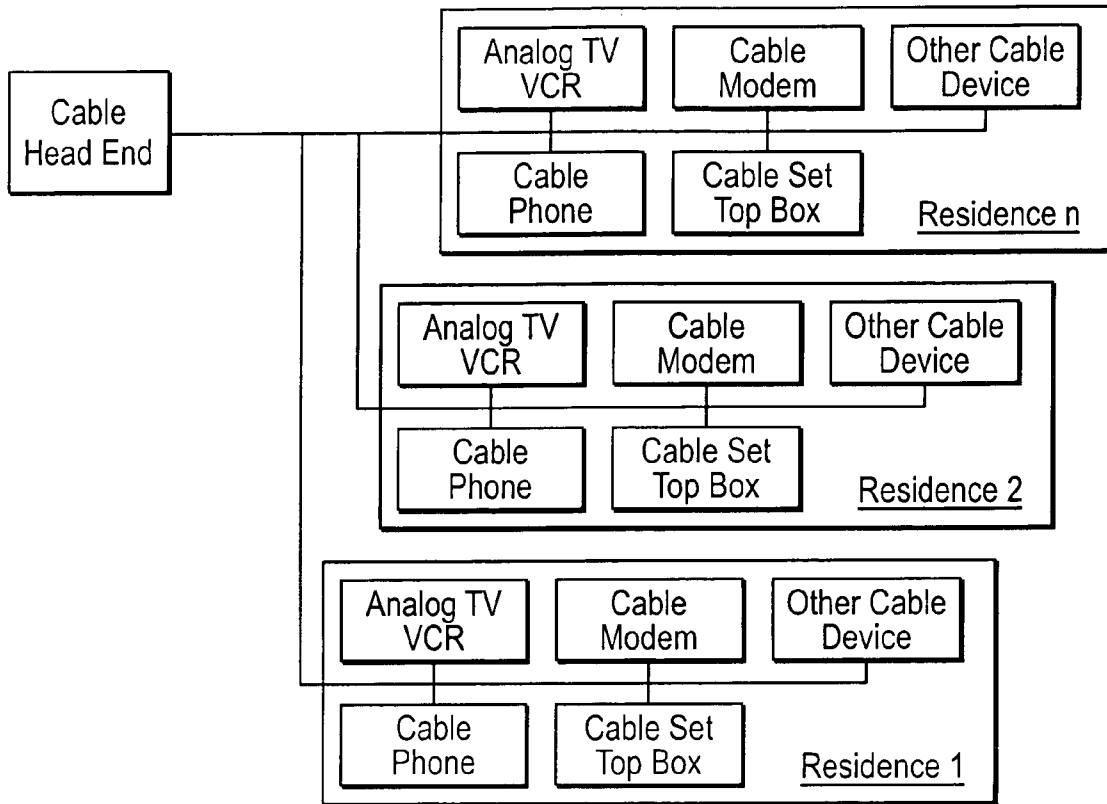 Cable
Head End
Analog TV
VCR
Cable
Modem
Other Cable
Device
Cable
Phone
Cable Set
Top Box
Residence n
Analog TV
VCR
Cable
Modem
Other Cable
Device
Cable
Phone
Cable Set
Top Box
Residence 2
Analog TV
VCR
Cable
Modem
Other Cable
Device
Cable
Phone
Cable Set
Top Box
Residence 1